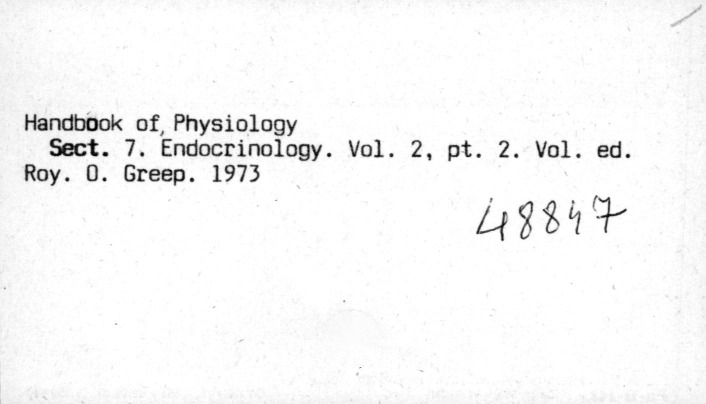 Handbook of, Physiology
Sect. 7. Endocrinology. Vol. 2, pt. 2. Vol. ed.
Roy. O. Greep. 1973
48847